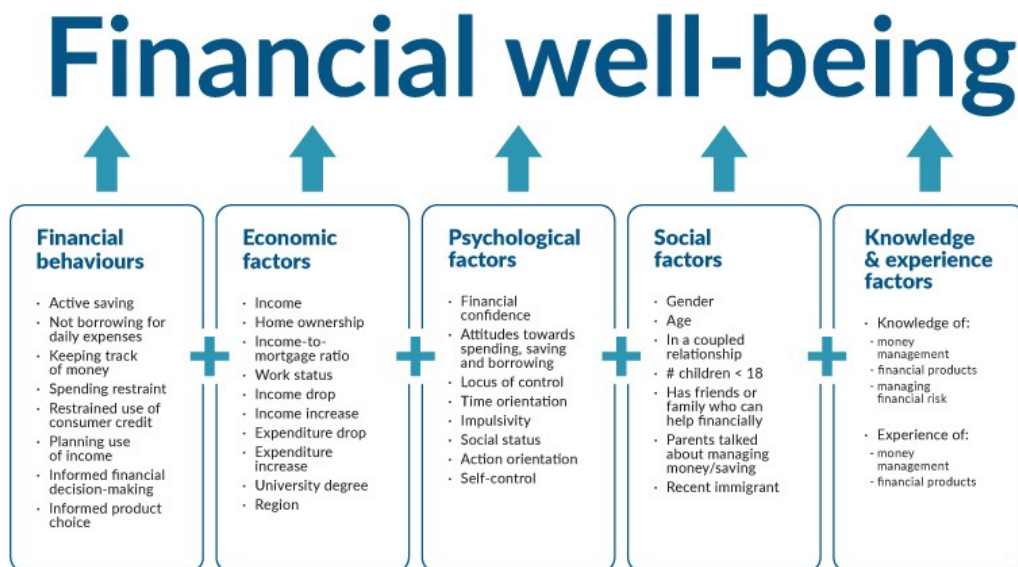 Financial well-being
Financial
behaviours
· Active saving
· Not borrowing for
daily expenses
· Keeping track
of money
· Spending restraint
· Restrained use of
consumer credit
· Planning use
of income
· Informed financial
decision-making
· Informed product
choice
+
Economic
factors
· Income
· Home ownership
· Income-to-
mortgage ratio
· Work status
· Income drop
· Income increase
· Expenditure drop
· Expenditure
increase
· University degree
· Region
+
Psychological
factors
· Financial
confidence
· Attitudes towards
spending, saving
and borrowing
· Locus of control
· Time orientation
· Impulsivity
· Social status
· Action orientation
· Self-control
+
Social
factors
· Gender
· Age
· In a coupled
relationship
· # children < 18
· Has friends or
family who can
help financially
· Parents talked
about managing
money/saving
· Recent immigrant
+
Knowledge
& experience
factors
· Knowledge of:
- money
management
- financial products
- managing
financial risk
· Experience of:
- money
management
- financial products